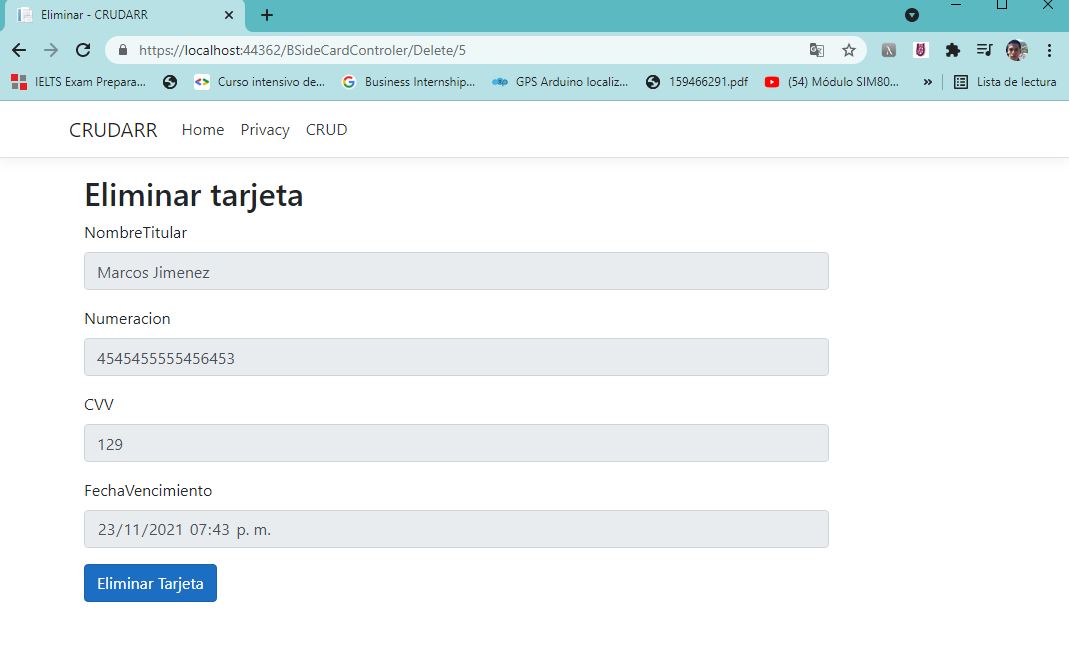 Eliminar - CRUDARR
https://localhost:44362/BSideCardControler/Delete/5
IELTS Exam Prepara... Curso intensivo de... Business Internship... GPS Arduino localiz... 159466291.pdf (54) Módulo SIM80... » Lista de lectura
CRUDARR Home Privacy CRUD
Eliminar tarjeta
NombreTitular
Marcos Jimenez
Numeracion
4545455555456453
CVV
129
FechaVencimiento
23/11/2021 07:43 p. m.
Eliminar Tarjeta